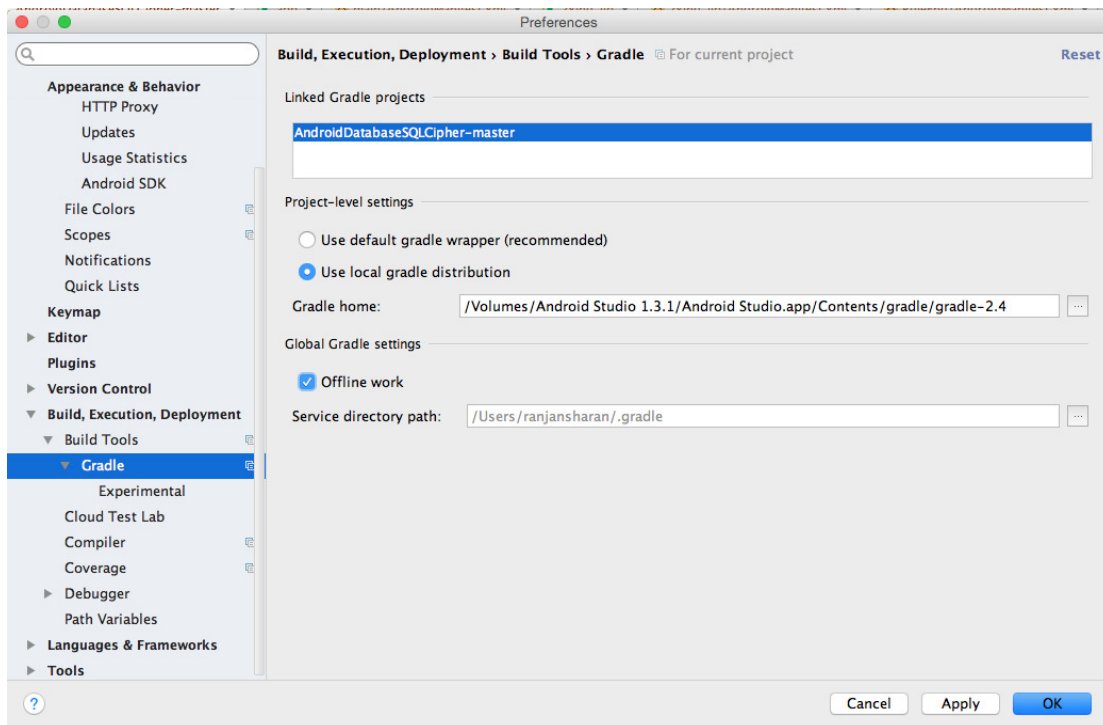 Preferences
Build, Execution, Deployment › Build Tools › Gradle For current project Reset
Appearance & Behavior
HTTP Proxy
Updates
Usage Statistics
Android SDK
File Colors
Scopes
Notifications
Quick Lists
Keymap
Editor
Plugins
Version Control
Build, Execution, Deployment
Build Tools
Gradle
Experimental
Cloud Test Lab
Compiler
Coverage
Debugger
Path Variables
Languages & Frameworks
Tools
Linked Gradle projects
AndroidDatabaseSQLCipher-master
Project-level settings
Use default gradle wrapper (recommended)
Use local gradle distribution
Gradle home: /Volumes/Android Studio 1.3.1/Android Studio.app/Contents/gradle/gradle-2.4 ...
Global Gradle settings
Offline work
Service directory path: /Users/ranjansharan/.gradle ...
? Cancel Apply OK